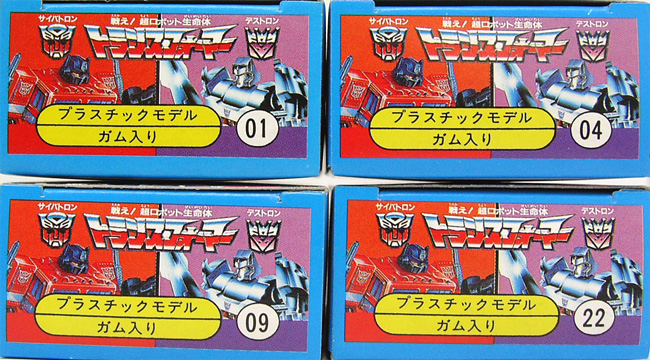 サイバトロン 戦え!超ロボット生命体 デストロン
トランスフォーマー
プラスチックモデル
ガム入り
01
サイバトロン 戦え!超ロボット生命体 デストロン
トランスフォーマー
プラスチックモデル
ガム入り
04
サイバトロン 戦え!超ロボット生命体 デストロン
トランスフォーマー
プラスチックモデル
ガム入り
09
サイバトロン 戦え!超ロボット生命体 デストロン
トランスフォーマー
プラスチックモデル
ガム入り
22